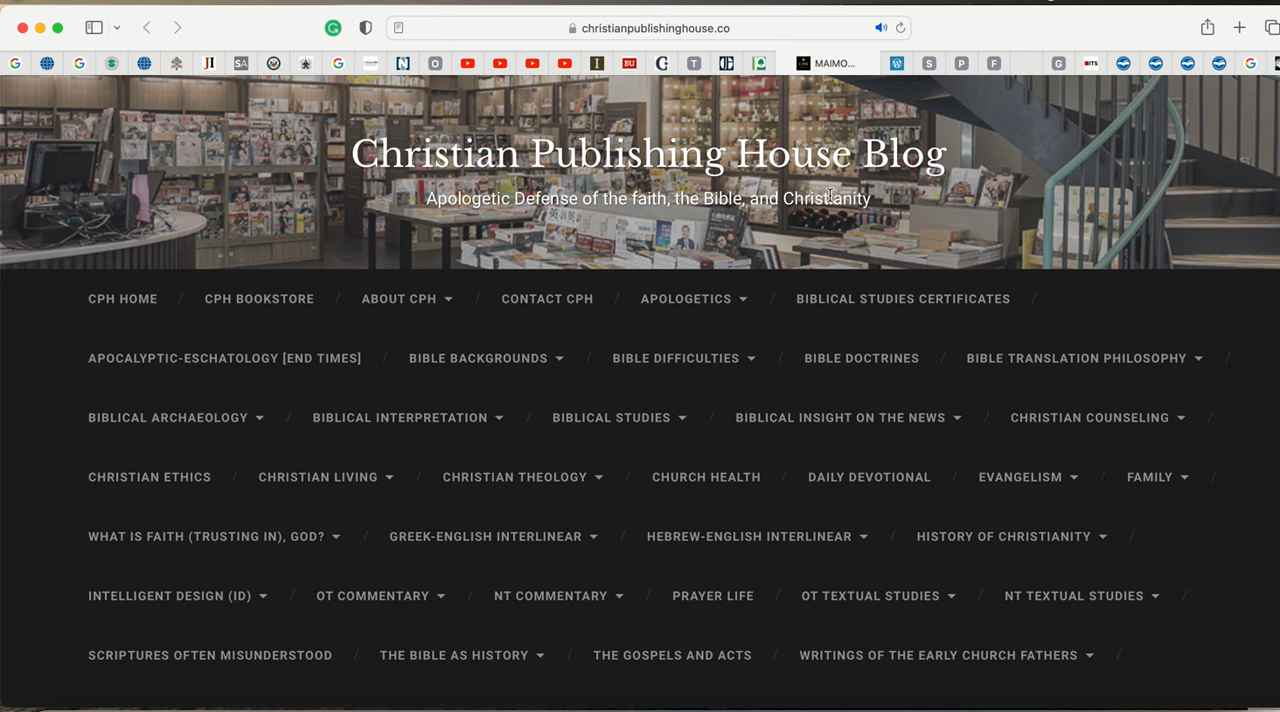 christianpublishinghouse.co
MAIMO...
Christian Publishing House Blog
Apologetic Defense of the faith, the Bible, and Christianity
CPH HOME / CPH BOOKSTORE / ABOUT CPH / CONTACT CPH / APOLOGETICS / BIBLICAL STUDIES CERTIFICATES /
APOCALYPTIC-ESCHATOLOGY [END TIMES] / BIBLE BACKGROUNDS / BIBLE DIFFICULTIES / BIBLE DOCTRINES / BIBLE TRANSLATION PHILOSOPHY /
BIBLICAL ARCHAEOLOGY / BIBLICAL INTERPRETATION / BIBLICAL STUDIES / BIBLICAL INSIGHT ON THE NEWS / CHRISTIAN COUNSELING /
CHRISTIAN ETHICS / CHRISTIAN LIVING / CHRISTIAN THEOLOGY / CHURCH HEALTH / DAILY DEVOTIONAL / EVANGELISM / FAMILY /
WHAT IS FAITH (TRUSTING IN), GOD? / GREEK-ENGLISH INTERLINEAR / HEBREW-ENGLISH INTERLINEAR / HISTORY OF CHRISTIANITY /
INTELLIGENT DESIGN (ID) / OT COMMENTARY / NT COMMENTARY / PRAYER LIFE / OT TEXTUAL STUDIES / NT TEXTUAL STUDIES /
SCRIPTURES OFTEN MISUNDERSTOOD / THE BIBLE AS HISTORY / THE GOSPELS AND ACTS / WRITINGS OF THE EARLY CHURCH FATHERS /